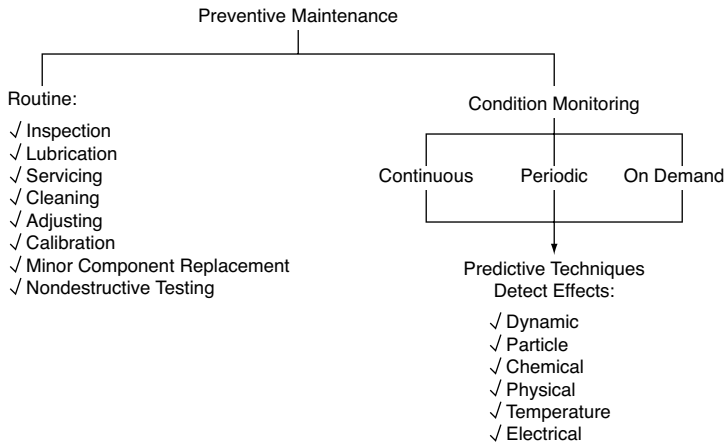 Preventive Maintenance
Routine:
√ Inspection
√ Lubrication
√ Servicing
√ Cleaning
√ Adjusting
√ Calibration
√ Minor Component Replacement
√ Nondestructive Testing
Condition Monitoring
Continuous
Periodic
On Demand
Predictive Techniques
Detect Effects:
√ Dynamic
√ Particle
√ Chemical
√ Physical
√ Temperature
√ Electrical